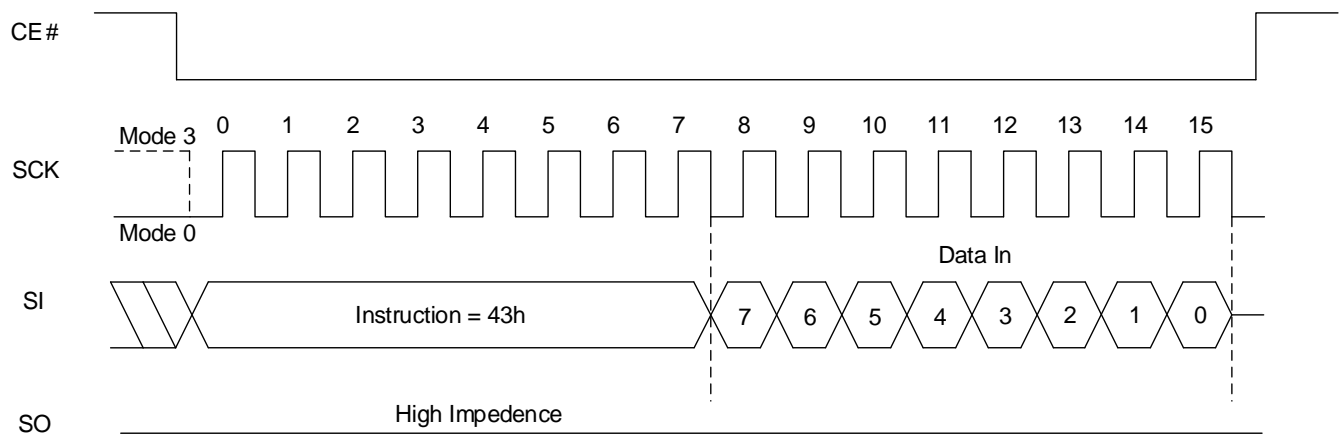 CE#
0 1 2 3 4 5 6 7 8 9 10 11 12 13 14 15
Mode 3
SCK
Mode 0
Data In
SI
Instruction = 43h
7 6 5 4 3 2 1 0
High Impedence
SO